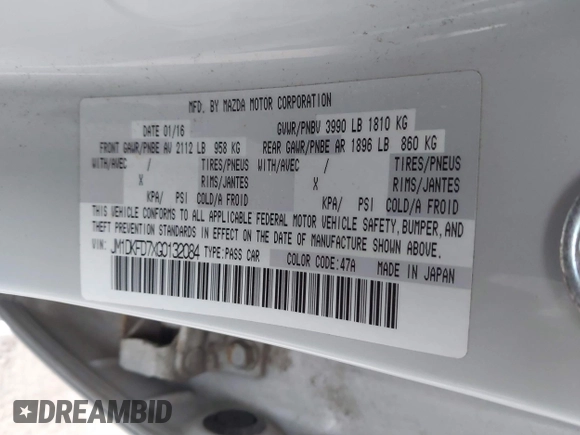 MFD. BY MAZDA MOTOR CORPORATION
DATE 01/16 GVWR/PNBV 3990 LB 1810 KG
FRONT GAWR/PNBE AV 2112 LB 958 KG REAR GAWR/PNBE AR 1896 LB 860 KG
WITH/AVEC / TIRES/PNEUS WITH/AVEC / TIRES/PNEUS
X RIMS/JANTES X RIMS/JANTES
KPA/ PSI COLD/A FROID KPA/ PSI COLD/A FROID
THIS VEHICLE CONFORMS TO ALL APPLICABLE FEDERAL MOTOR VEHICLE SAFETY, BUMPER, AND
THEFT PREVENTION STANDARDS IN EFFECT ON THE DATE OF MANUFACTURE SHOWN ABOVE.
VIN: JM1DKFD7XG0132084 TYPE:PASS CAR COLOR CODE:47A MADE IN JAPAN
DREAMBID